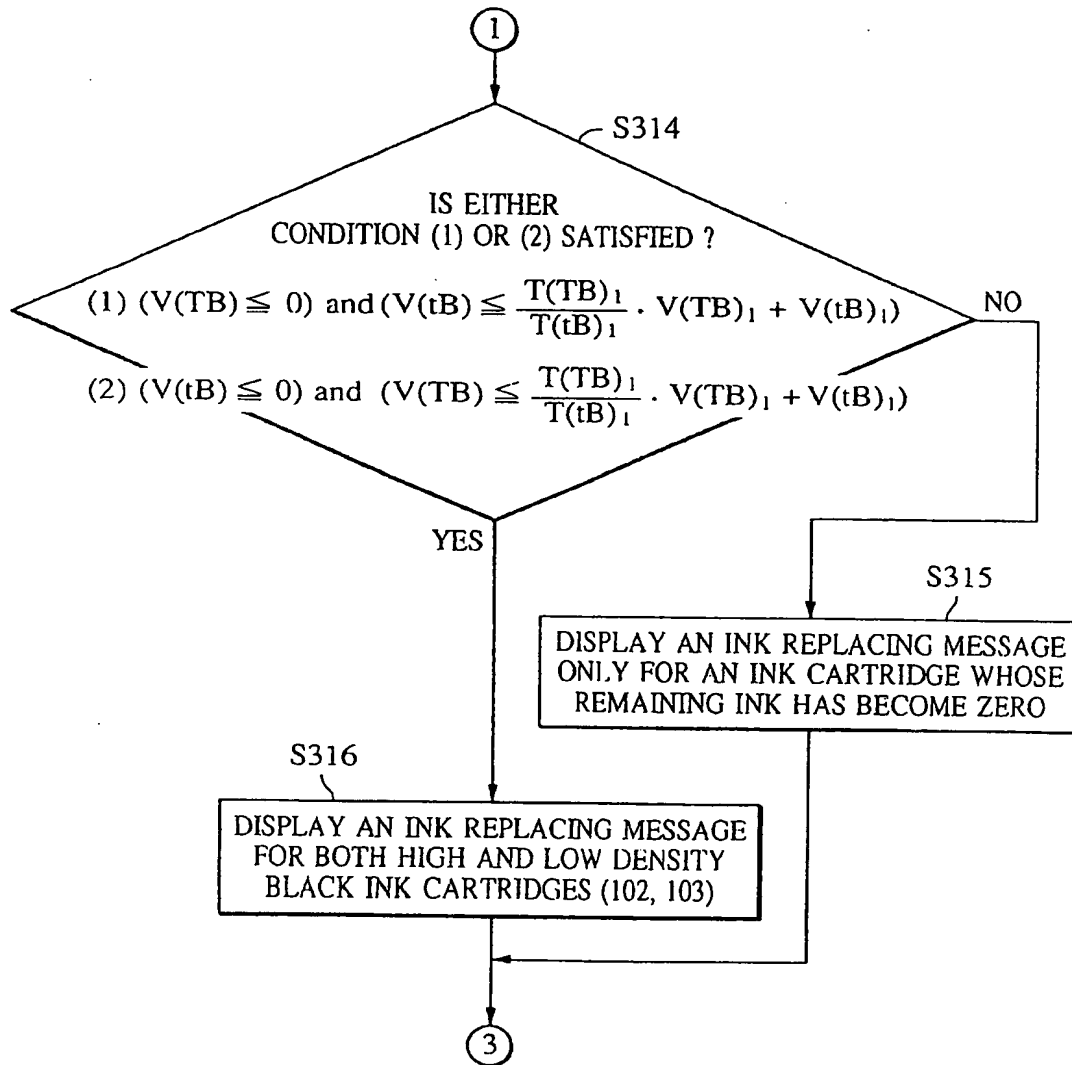 1
S314
IS EITHER
CONDITION (1) OR (2) SATISFIED ?
(1) (V(TB) ≦ 0) and (V(tB) ≦ T(TB)₁/T(tB)₁ · V(TB)₁ + V(tB)₁)
NO
(2) (V(tB) ≦ 0) and (V(TB) ≦ T(TB)₁/T(tB)₁ · V(TB)₁ + V(tB)₁)
YES
S315
DISPLAY AN INK REPLACING MESSAGE
ONLY FOR AN INK CARTRIDGE WHOSE
REMAINING INK HAS BECOME ZERO
S316
DISPLAY AN INK REPLACING MESSAGE
FOR BOTH HIGH AND LOW DENSITY
BLACK INK CARTRIDGES (102, 103)
3